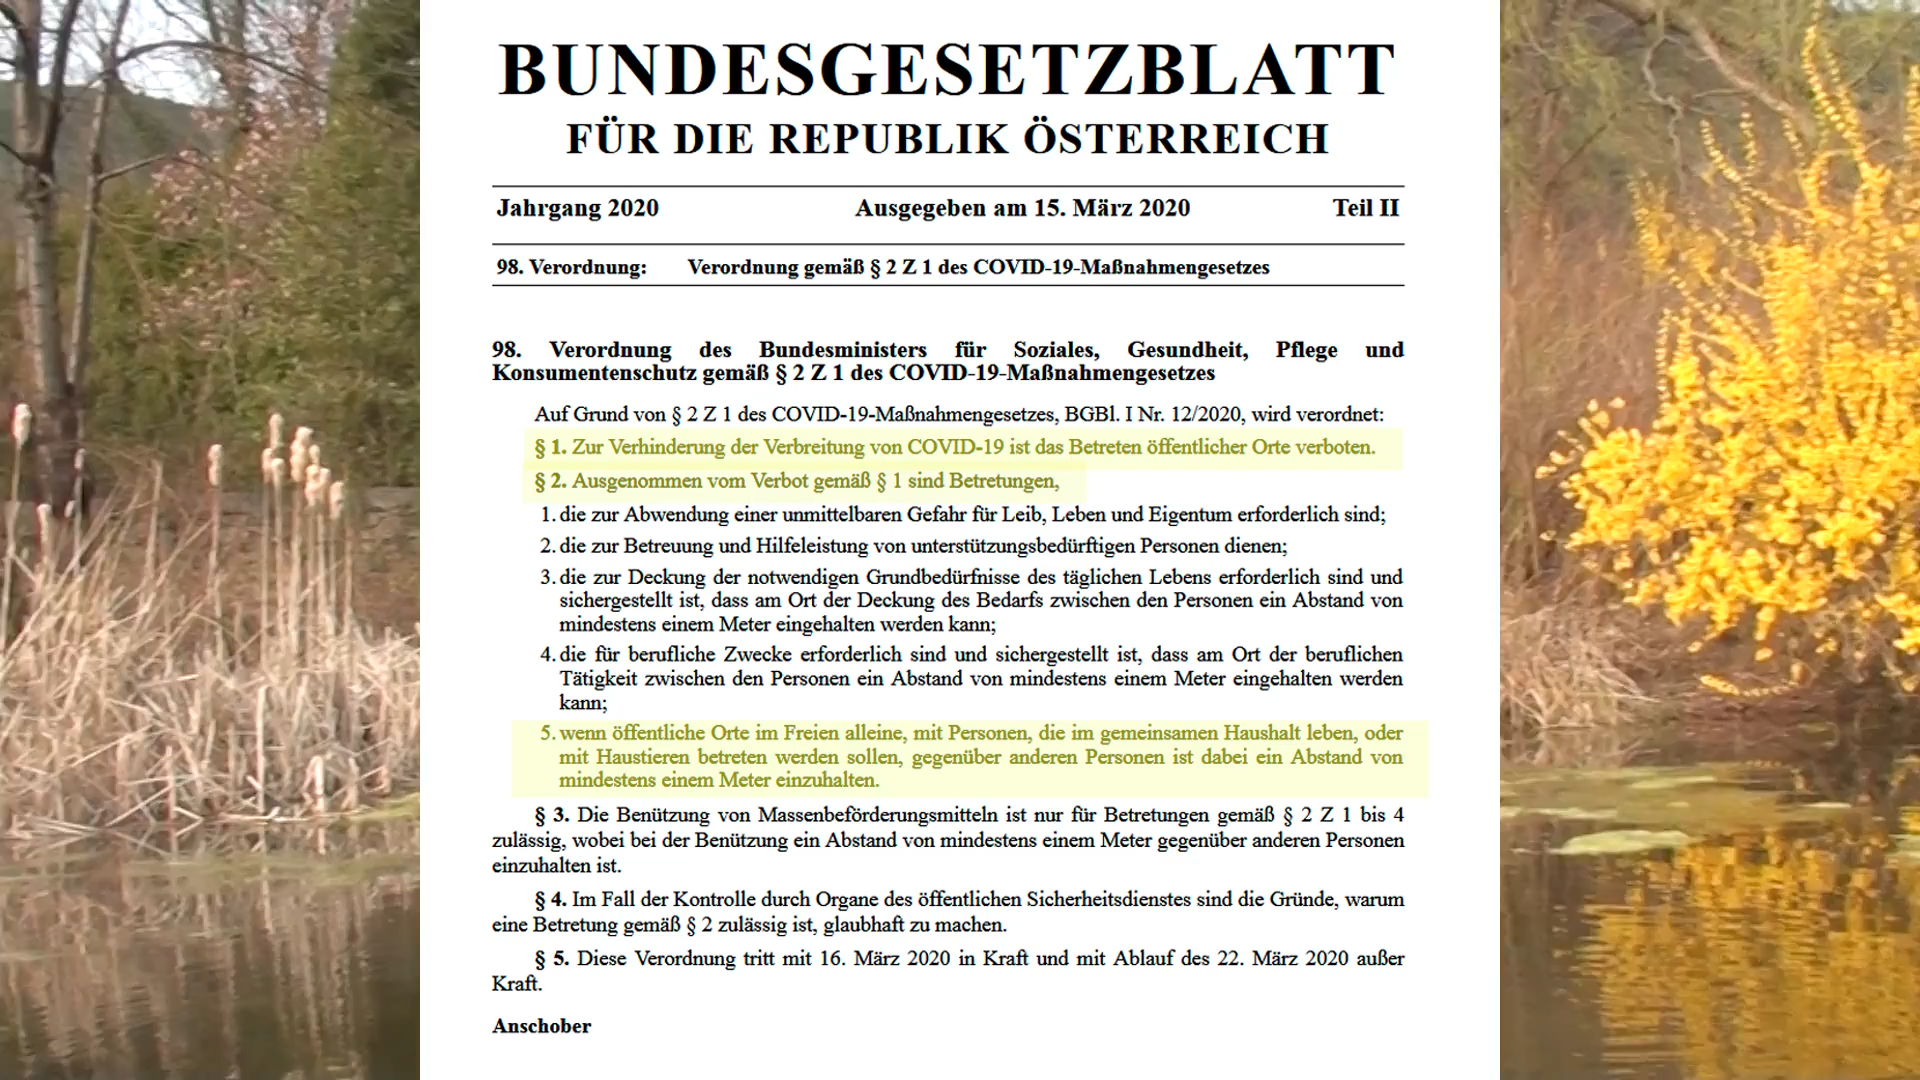 BUNDESGESETZBLATT
FÜR DIE REPUBLIK ÖSTERREICH
Jahrgang 2020 Ausgegeben am 15. März 2020 Teil II
98. Verordnung: Verordnung gemäß § 2 Z 1 des COVID-19-Maßnahmengesetzes
98. Verordnung des Bundesministers für Soziales, Gesundheit, Pflege und
Konsumentenschutz gemäß § 2 Z 1 des COVID-19-Maßnahmengesetzes
Auf Grund von § 2 Z 1 des COVID-19-Maßnahmengesetzes, BGBl. I Nr. 12/2020, wird verordnet:
§ 1. Zur Verhinderung der Verbreitung von COVID-19 ist das Betreten öffentlicher Orte verboten.
§ 2. Ausgenommen vom Verbot gemäß § 1 sind Betretungen,
1. die zur Abwendung einer unmittelbaren Gefahr für Leib, Leben und Eigentum erforderlich sind;
2. die zur Betreuung und Hilfeleistung von unterstützungsbedürftigen Personen dienen;
3. die zur Deckung der notwendigen Grundbedürfnisse des täglichen Lebens erforderlich sind und
sichergestellt ist, dass am Ort der Deckung des Bedarfs zwischen den Personen ein Abstand von
mindestens einem Meter eingehalten werden kann;
4. die für berufliche Zwecke erforderlich sind und sichergestellt ist, dass am Ort der beruflichen
Tätigkeit zwischen den Personen ein Abstand von mindestens einem Meter eingehalten werden
kann;
5. wenn öffentliche Orte im Freien alleine, mit Personen, die im gemeinsamen Haushalt leben, oder
mit Haustieren betreten werden sollen, gegenüber anderen Personen ist dabei ein Abstand von
mindestens einem Meter einzuhalten.
§ 3. Die Benützung von Massenbeförderungsmitteln ist nur für Betretungen gemäß § 2 Z 1 bis 4
zulässig, wobei bei der Benützung ein Abstand von mindestens einem Meter gegenüber anderen Personen
einzuhalten ist.
§ 4. Im Fall der Kontrolle durch Organe des öffentlichen Sicherheitsdienstes sind die Gründe, warum
eine Betretung gemäß § 2 zulässig ist, glaubhaft zu machen.
§ 5. Diese Verordnung tritt mit 16. März 2020 in Kraft und mit Ablauf des 22. März 2020 außer
Kraft.
Anschober